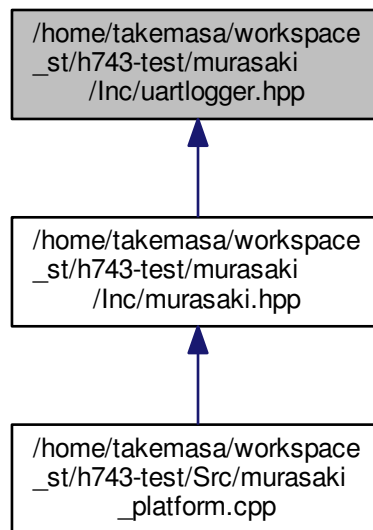 /home/takemasa/workspace
_st/h743-test/murasaki
/Inc/uartlogger.hpp
/home/takemasa/workspace
_st/h743-test/murasaki
/Inc/murasaki.hpp
/home/takemasa/workspace
_st/h743-test/Src/murasaki
_platform.cpp